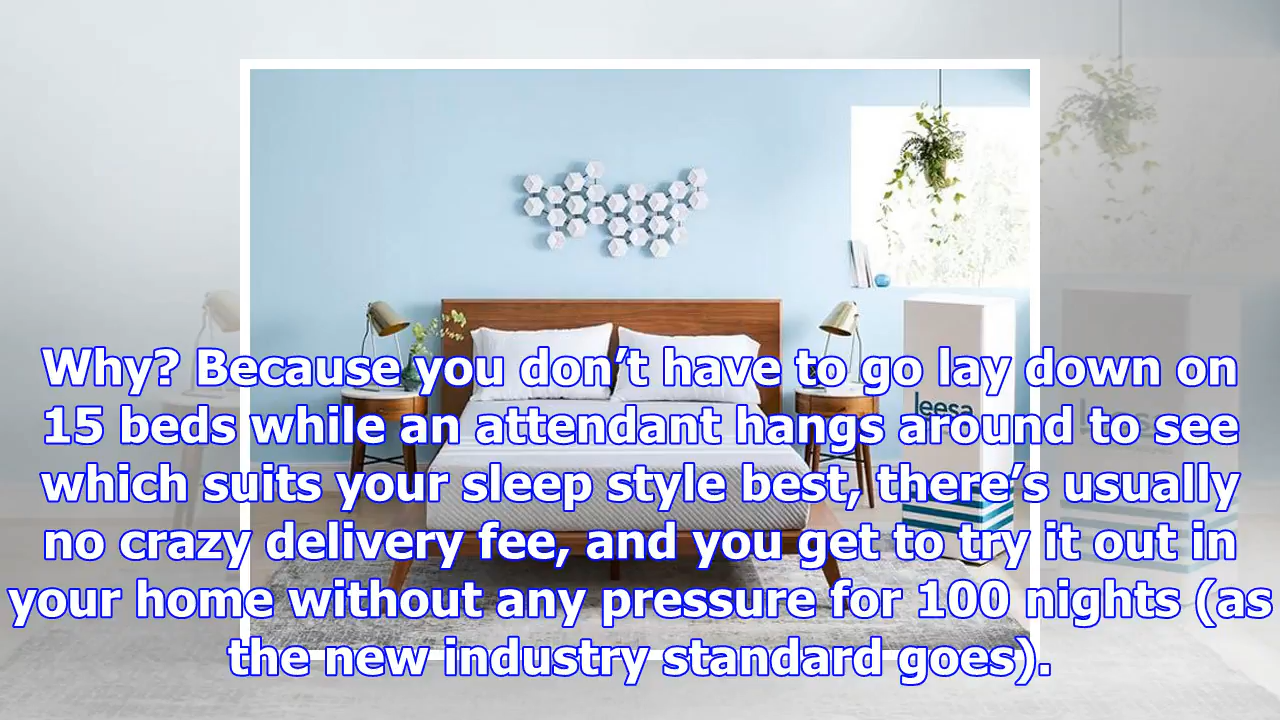 Why? Because you don’t have to go lay down on
15 beds while an attendant hangs around to see
which suits your sleep style best, there’s usually
no crazy delivery fee, and you get to try it out in
your home without any pressure for 100 nights (as
the new industry standard goes).
leesa